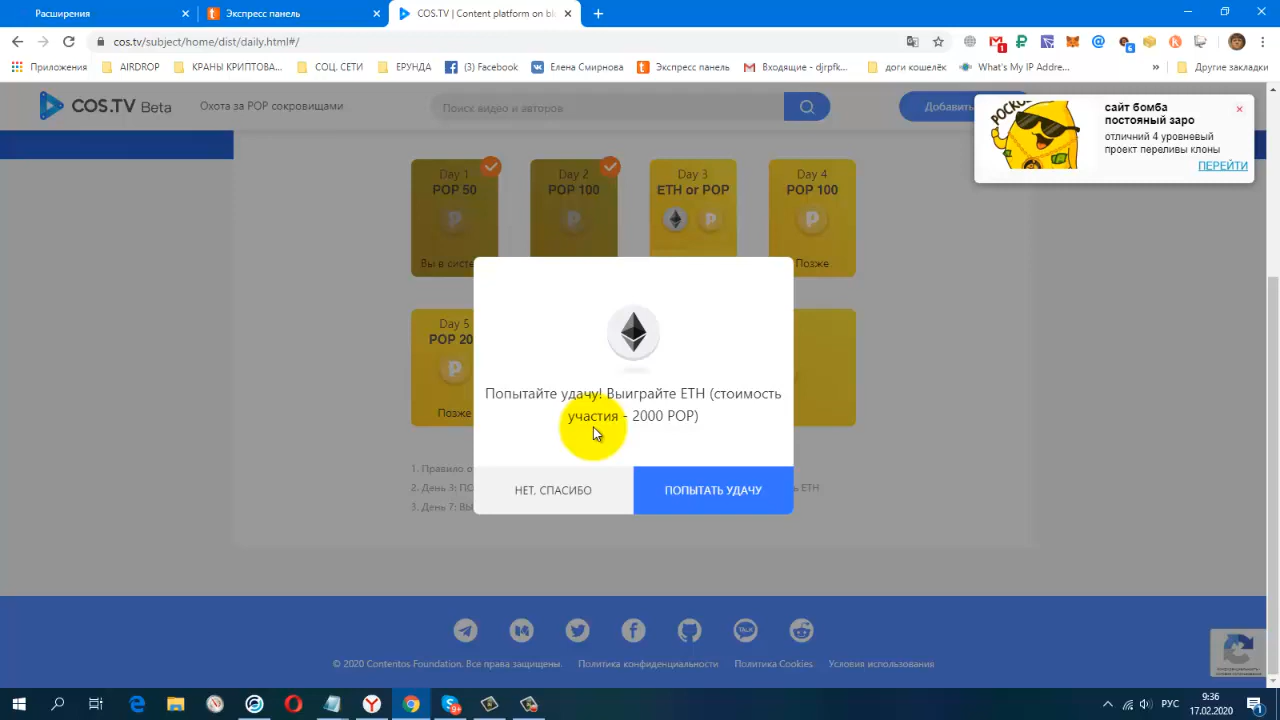 Расширения
Экспресс панель
COS.TV | Content platform on bl
cos.tv/subject/home/dist/daily.html#/
Приложения
AIRDROP
КРАНЫ КРИПТОВА...
СОЦ. СЕТИ
ЕРУНДА
(3) Facebook
Елена Смирнова
Экспресс панель
Входящие - djrpfk...
доги кошелёк
What's My IP Addre...
»
Другие закладки
COS.TV Beta
Охота за POP сокровищами
Поиск видео и авторов
Добавить
сайт бомба
постояный заро
отличний 4 уровневый
проект переливы клоны
ПЕРЕЙТИ
Day 1
POP 50
Вы в систе
Day 2
POP 100
Day 3
ETH or POP
Day 4
POP 100
Позже
Day 5
POP 20
Позже
Попытайте удачу! Выиграйте ETH (стоимость
участия - 2000 POP)
НЕТ, СПАСИБО
ПОПЫТАТЬ УДАЧУ
1. Правило о
2. День 3: ПС
ь ETH
3. День 7: ВЫ
© 2020 Contentos Foundation. Все права защищены.
Политика конфиденциальности
Политика Cookies
Условия использования
РУС
9:36
17.02.2020